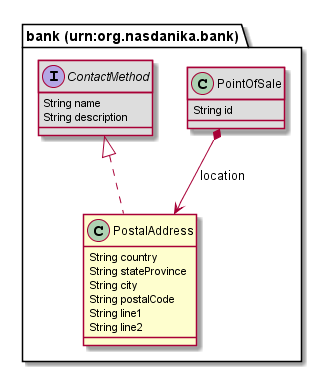 bank (urn:org.nasdanika.bank)
I ContactMethod
String name
String description
C PointOfSale
String id
location
C PostalAddress
String country
String stateProvince
String city
String postalCode
String line1
String line2